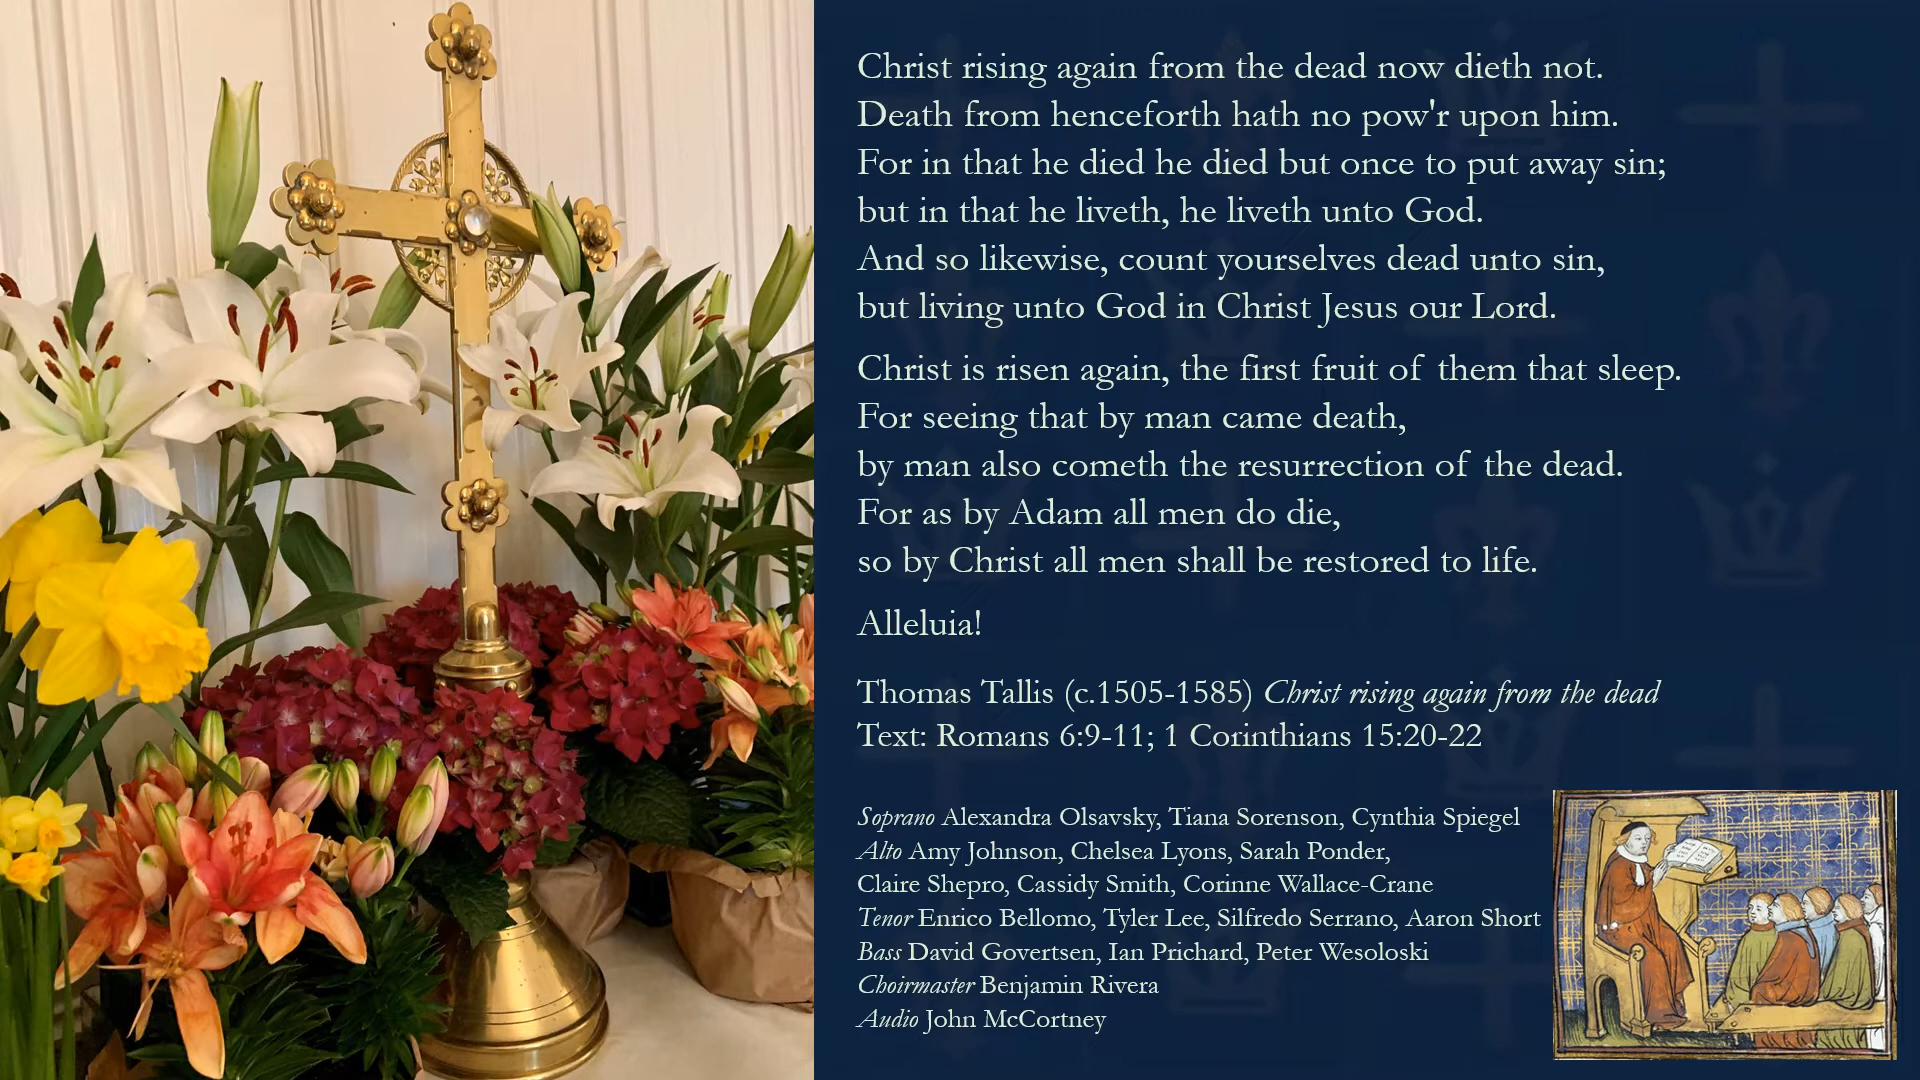 Christ rising again from the dead now dieth not.
Death from henceforth hath no pow'r upon him.
For in that he died he died but once to put away sin;
but in that he liveth, he liveth unto God.
And so likewise, count yourselves dead unto sin,
but living unto God in Christ Jesus our Lord.
Christ is risen again, the first fruit of them that sleep.
For seeing that by man came death,
by man also cometh the resurrection of the dead.
For as by Adam all men do die,
so by Christ all men shall be restored to life.
Alleluia!
Thomas Tallis (c.1505-1585) Christ rising again from the dead
Text: Romans 6:9-11; 1 Corinthians 15:20-22
Soprano Alexandra Olsavsky, Tiana Sorenson, Cynthia Spiegel
Alto Amy Johnson, Chelsea Lyons, Sarah Ponder,
Claire Shepro, Cassidy Smith, Corinne Wallace-Crane
Tenor Enrico Bellomo, Tyler Lee, Silfredo Serrano, Aaron Short
Bass David Govertsen, Ian Prichard, Peter Wesoloski
Choirmaster Benjamin Rivera
Audio John McCortney